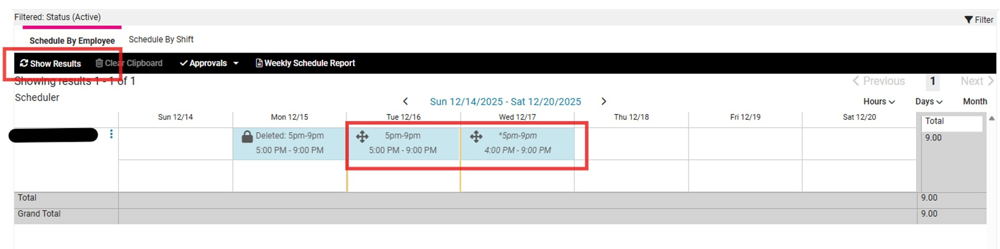 Filtered: Status (Active)
Filter
Schedule By Employee Schedule By Shift
Show Results Clear Clipboard Approvals Weekly Schedule Report
Showing results 1 - 1 of 1
Previous 1 Next
Scheduler
Sun 12/14/2025 - Sat 12/20/2025
Hours Days Month
Sun 12/14 Mon 12/15 Tue 12/16 Wed 12/17 Thu 12/18 Fri 12/19 Sat 12/20 Total
Deleted: 5pm-9pm 5pm-9pm *5pm-9pm 9.00
5:00 PM - 9:00 PM 5:00 PM - 9:00 PM 4:00 PM - 9:00 PM
Total 9.00
Grand Total 9.00